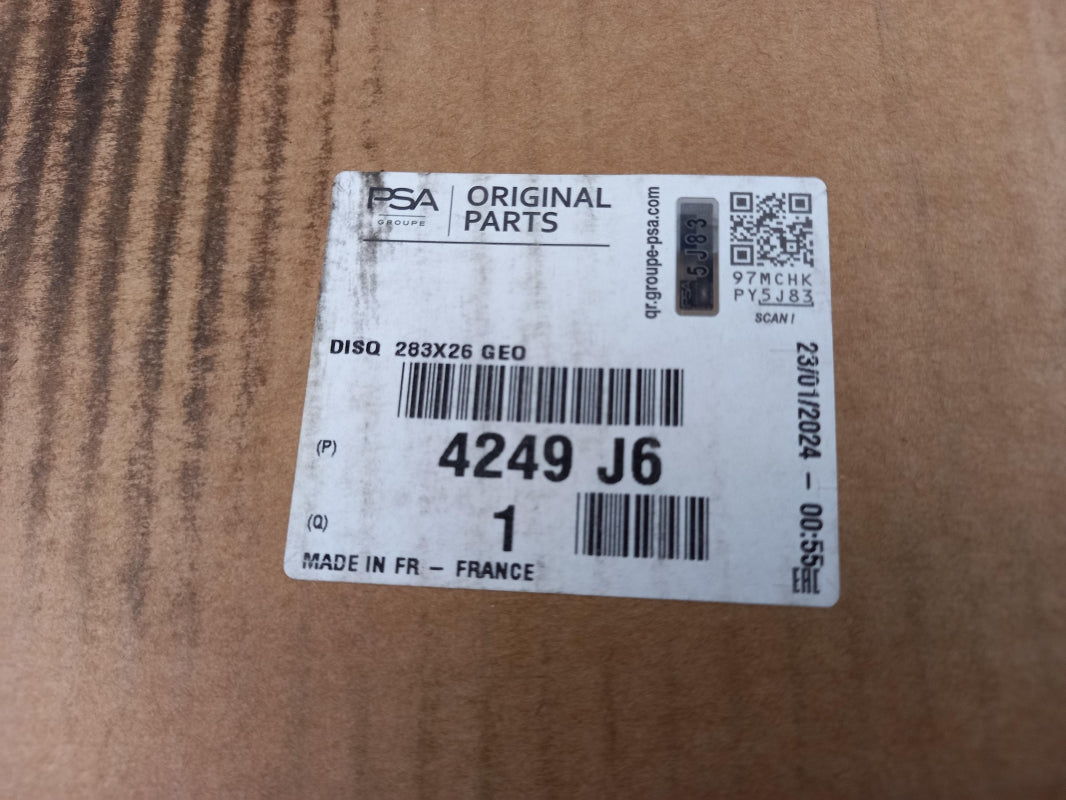 PSA
GROUPE
ORIGINAL
PARTS
qr.groupe-psa.com
PSA 5J83
97MCHK
PY5J83
SCAN !
DISQ 283X26 GEO
(P)
4249 J6
(Q)
1
MADE IN FR - FRANCE
23/01/2024 - 00:55
EAC